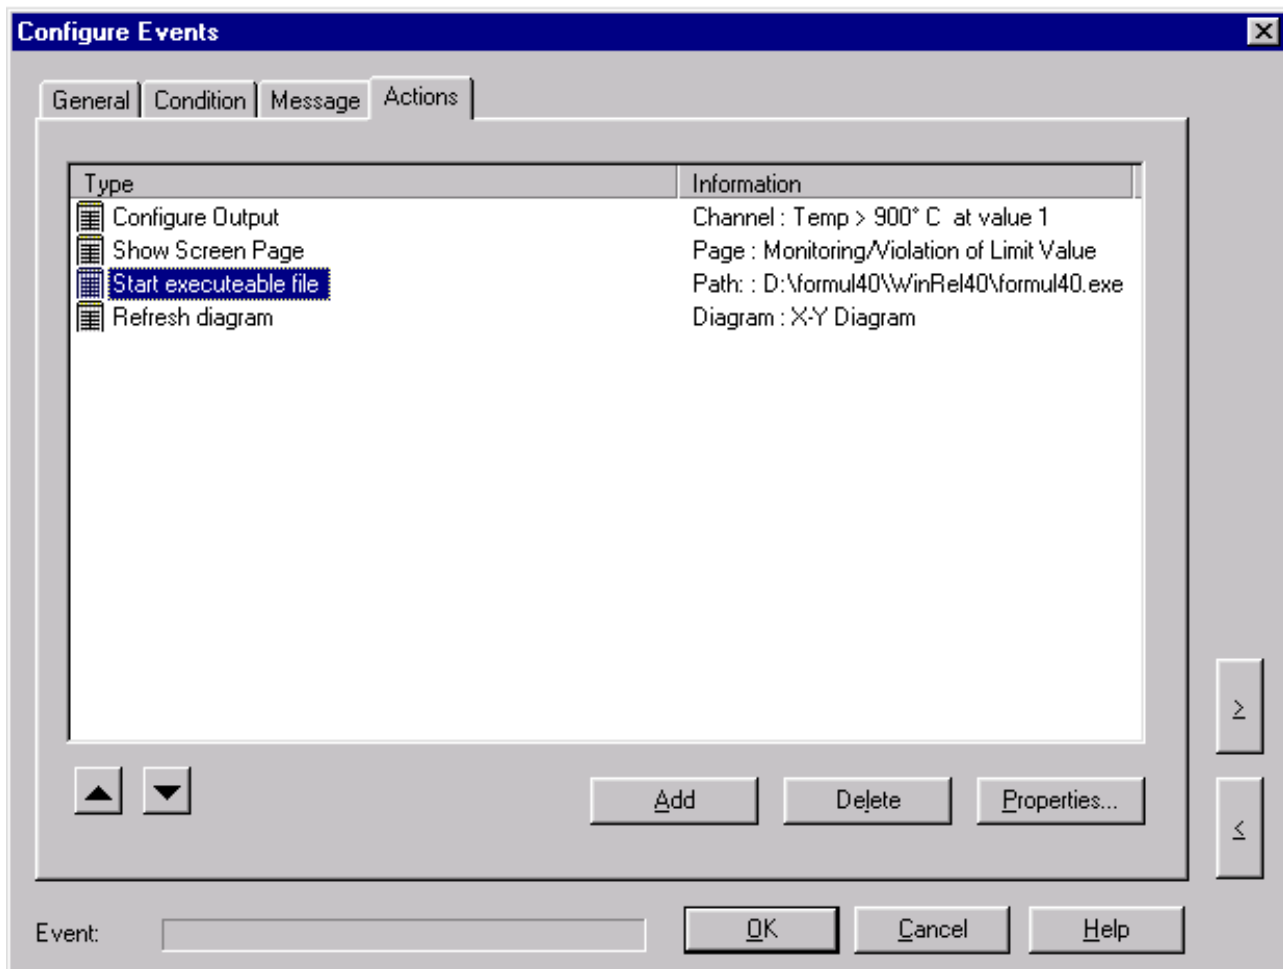 Configure Events
General Condition Message Actions
Type Information
Configure Output Channel : Temp > 900° C at value 1
Show Screen Page Page : Monitoring/Violation of Limit Value
Start executeable file Path: : D:\formul40\WinRel40\formul40.exe
Refresh diagram Diagram : X-Y Diagram
>
Add Delete Properties...
<
Event: OK Cancel Help